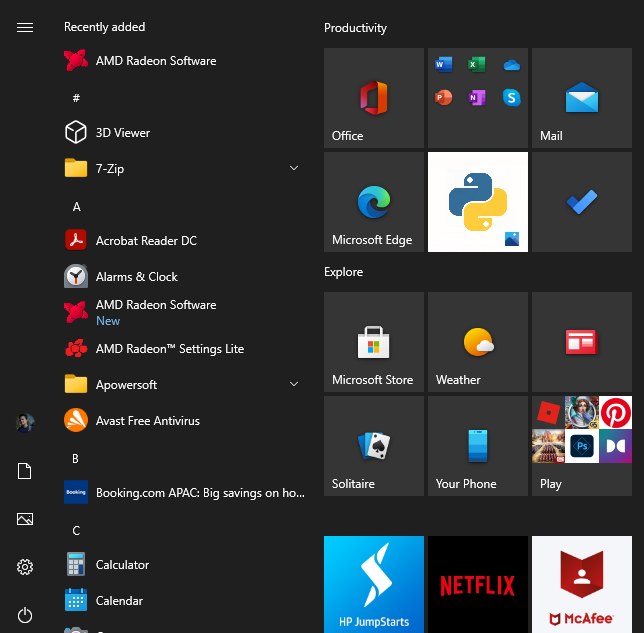 Recently added
AMD Radeon Software
#
3D Viewer
7-Zip
A
Acrobat Reader DC
Alarms & Clock
AMD Radeon Software
New
AMD Radeon™ Settings Lite
Apowersoft
Avast Free Antivirus
B
Booking
Booking.com APAC: Big savings on ho...
C
Calculator
Calendar
Productivity
Office
W
X
P
N
S
Mail
Microsoft Edge
Explore
Microsoft Store
Weather
Solitaire
Your Phone
Ps
Play
HP JumpStarts
NETFLIX
McAfee